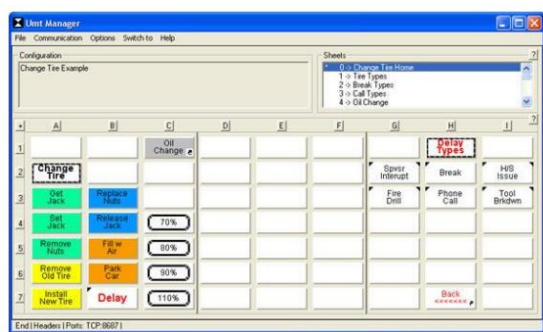 Umt Manager
File Communication Options Switch to Help
Configuration
Change Tire Example
Sheets
?
* 0 -> Change Tire Home
1 -> Tire Types
2 -> Break Types
3 -> Call Types
4 -> Oil Change
?
+ A B C D E F G H I
1
Oil
Change
Delay
Types
2
Change
Tire
Spvsr
Interupt
Break
H/S
Issue
3
Get
Jack
Replace
Nuts
Fire
Drill
Phone
Call
Tool
Brkdwn
4
Set
Jack
Release
Jack
70%
5
Remove
Nuts
Fill w
Air
80%
6
Remove
Old Tire
Park
Car
90%
7
Install
New Tire
Delay
110%
Back
<<<<<<<
End | Headers | Ports: TCP:8687 |